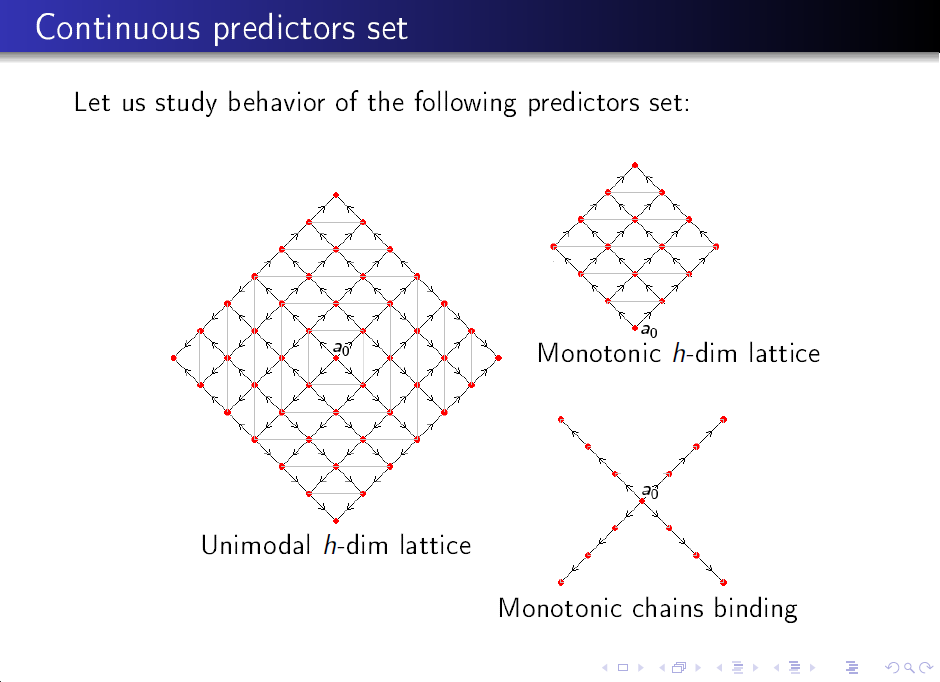 Continuous predictors set
Let us study behavior of the following predictors set:
a₀
Unimodal h-dim lattice
a₀
Monotonic h-dim lattice
a₀
Monotonic chains binding